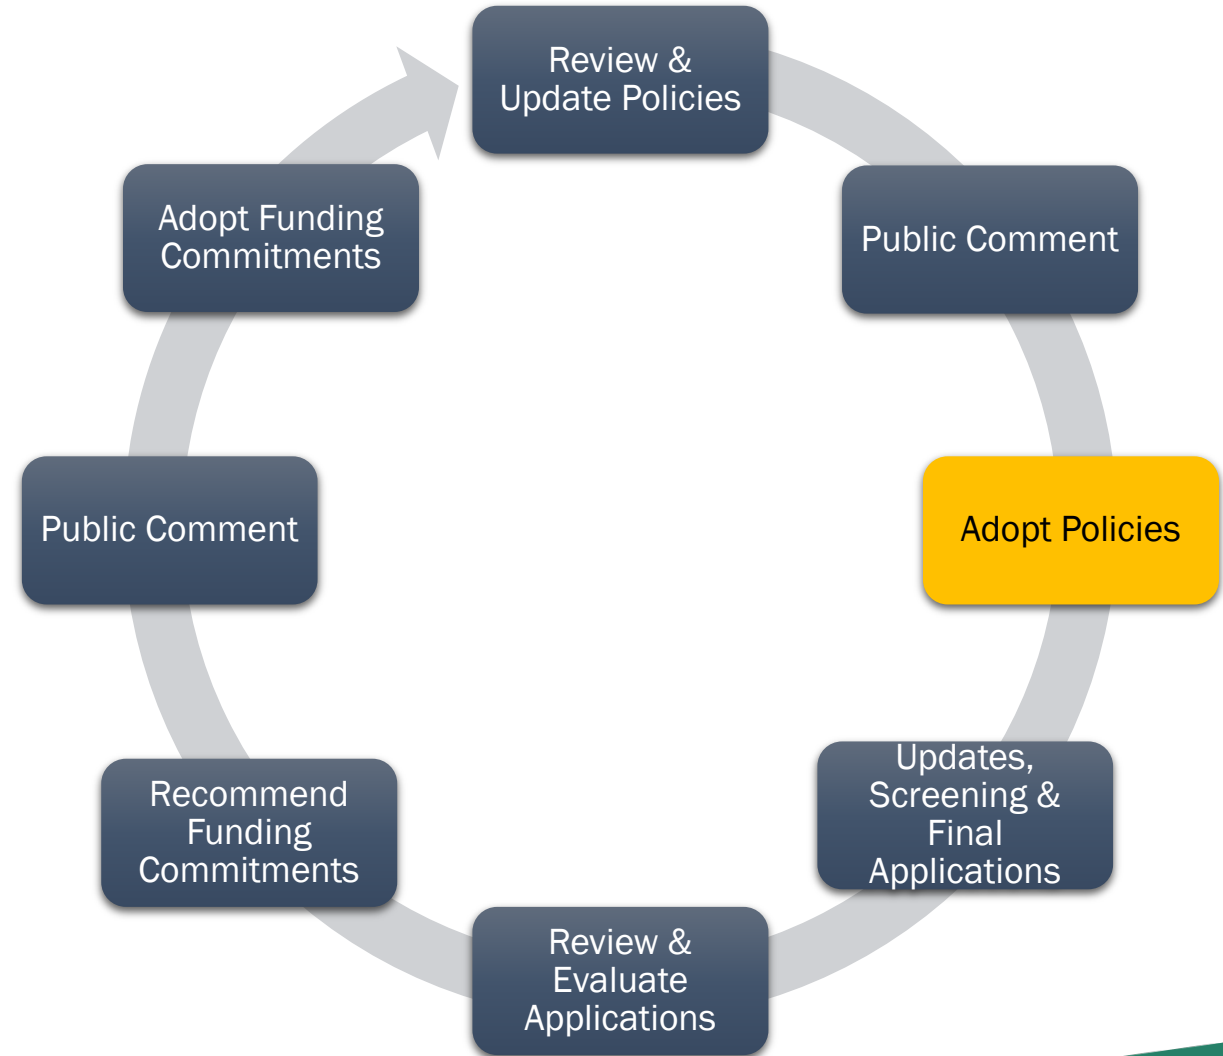 Review &
Update Policies
Public Comment
Adopt Policies
Updates,
Screening &
Final
Applications
Review &
Evaluate
Applications
Recommend
Funding
Commitments
Public Comment
Adopt Funding
Commitments